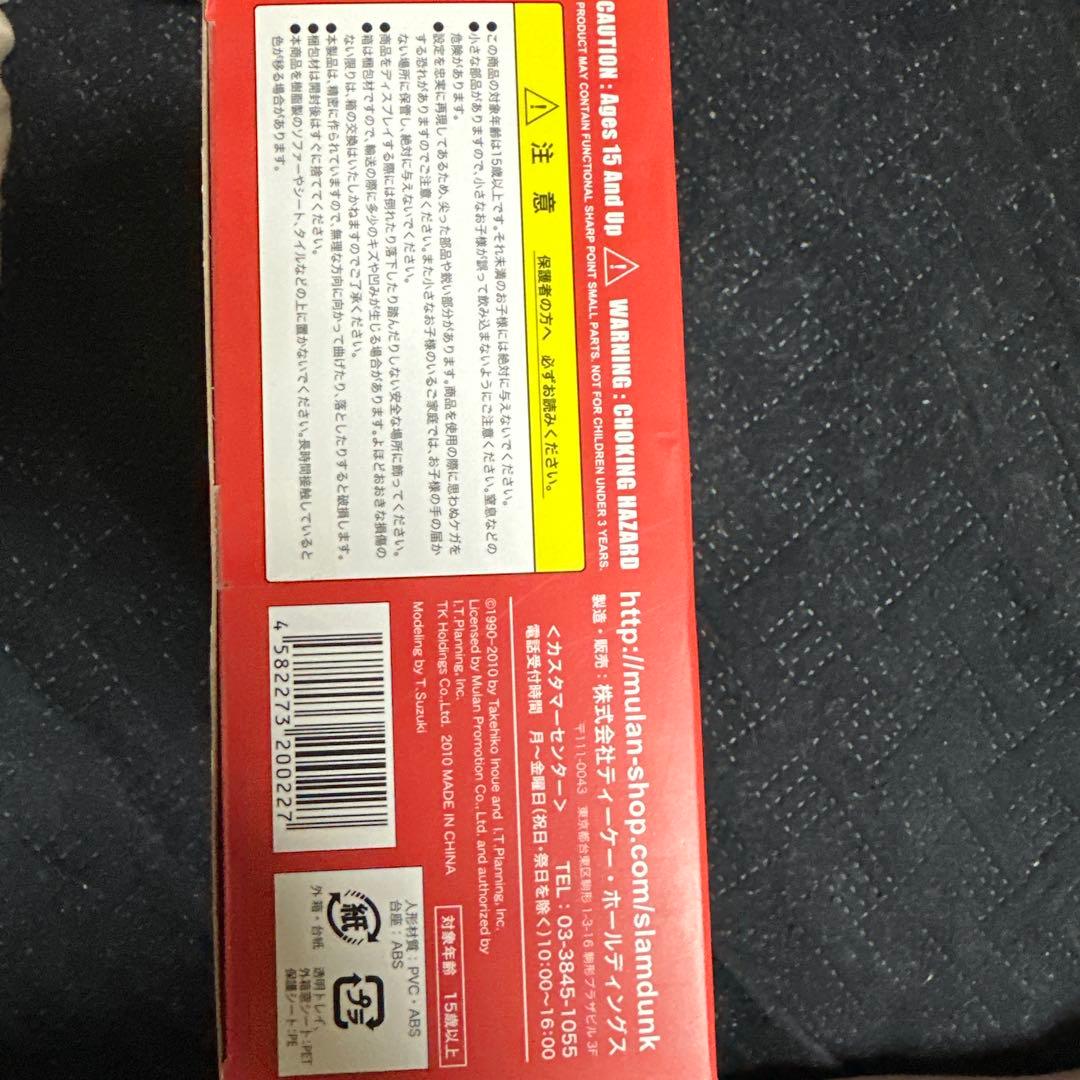 CAUTION : Ages 15 And Up ⚠ WARNING : CHOKING HAZARD
PRODUCT MAY CONTAIN FUNCTIONAL SHARP POINT SMALL PARTS. NOT FOR CHILDREN UNDER 3 YEARS.
注意 保護者の方へ 必ずお読みください。
●この商品の対象年齢は15歳以上です。それ未満のお子様には絶対に与えないでください。
●小さな部品がありますので、小さなお子様が誤って飲み込まないようにご注意ください。窒息などの
危険があります。
●設定を忠実に再現してあるため、尖った部品や鋭い部分があります。商品を使用の際に思わぬケガを
する恐れがありますのでご注意ください。また小さなお子様のいるご家庭では、お子様の手の届か
ない場所に保管し、絶対に与えないでください。
●商品をディスプレイする際には倒れたり落下したり踏んだりしない安全な場所に飾ってください。
●箱は梱包材ですので、輸送の際に多少のキズや凹みが生じる場合があります。よほどおおきな損傷の
ない限りは、箱の交換はいたしかねますのでご了承ください。
●本製品は、精密に作られていますので、無理な方向に向かって曲げたり、落としたりすると破損します。
●梱包材は開封後はすぐに捨ててください。
●本商品を樹脂製のソファーやシート、タイルなどの上に置かないでください。長時間接触していると
色が移る場合があります。
http://mulan-shop.com/slamdunk
製造・販売：株式会社ティーケー・ホールディングス
〒111-0043 東京都台東区駒形 1-3-16 駒形プラザビル 3F
＜カスタマーセンター＞ TEL：03-3845-1055
電話受付時間 月～金曜日(祝日・祭日を除く)10:00～16:00
©1990-2010 by Takehiko Inoue and I.T.Planning, Inc.
Licensed by Mulan Promotion Co., Ltd. and authorized by
I.T.Planning, Inc.
TK Holdings Co.,Ltd. 2010 MADE IN CHINA
Modeling by T. Suzuki
対象年齢 15歳以上
4 582273 200227
人形材質：PVC・ABS
台座：ABS
紙
外箱・台紙
プラ
透明トレイ、
外箱窓シート:PET
保護シート:PE